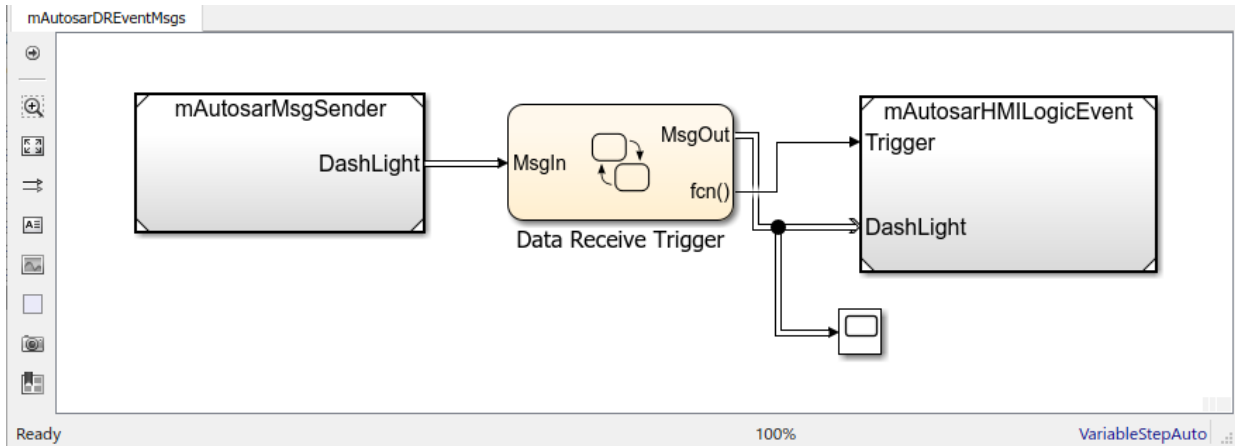 mAutosarDREventMsgs
mAutosarMsgSender
DashLight
MsgIn
MsgOut
fcn()
Data Receive Trigger
mAutosarHMILogicEvent
Trigger
DashLight
Ready
100%
VariableStepAuto